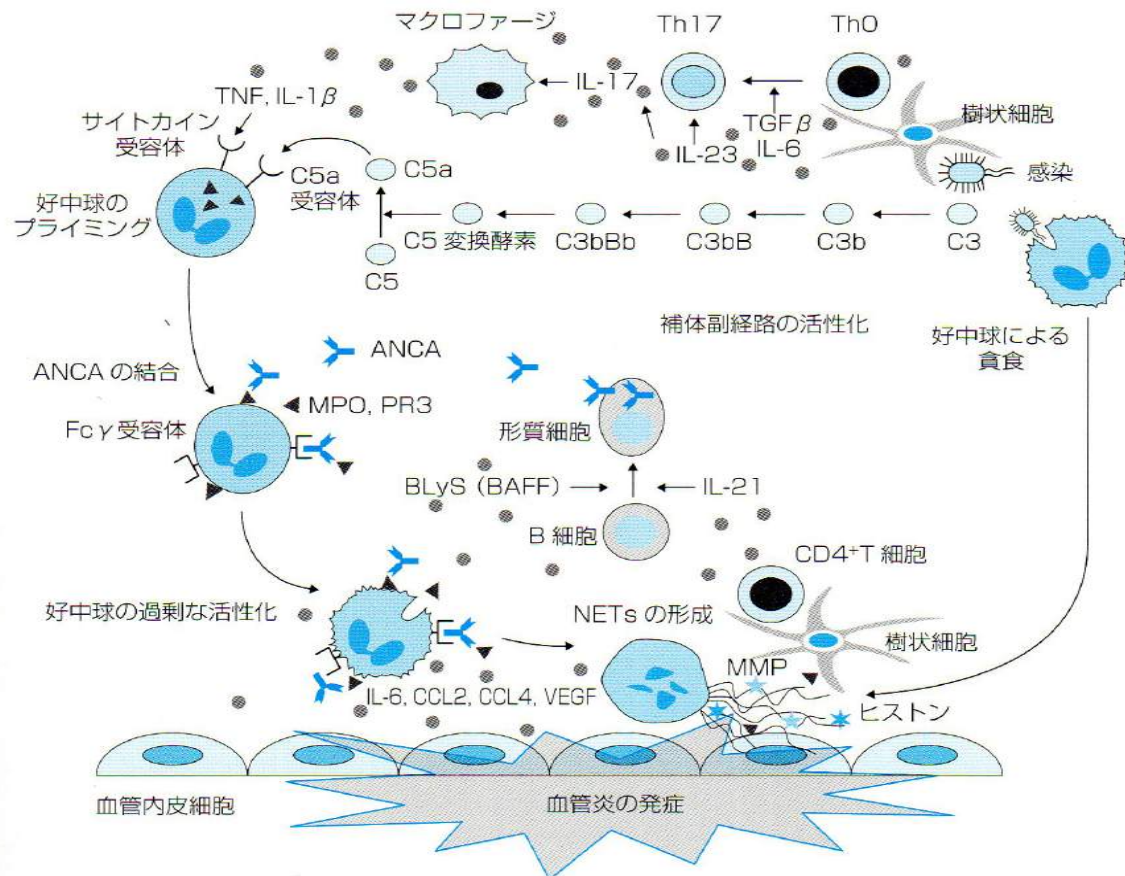 マクロファージ
Th17
Th0
IL-17
TNF, IL-1β
TGFβ
IL-6
IL-23
樹状細胞
サイトカイン
受容体
C5a
受容体
C5a
感染
好中球の
プライミング
C5
C5 変換酵素
C3bBb
C3bB
C3b
C3
補体副経路の活性化
好中球による
貪食
ANCA の結合
ANCA
MPO, PR3
Fcγ 受容体
形質細胞
BLyS（BAFF）
IL-21
B 細胞
CD4⁺T 細胞
好中球の過剰な活性化
NETs の形成
樹状細胞
MMP
IL-6, CCL2, CCL4, VEGF
ヒストン
血管内皮細胞
血管炎の発症